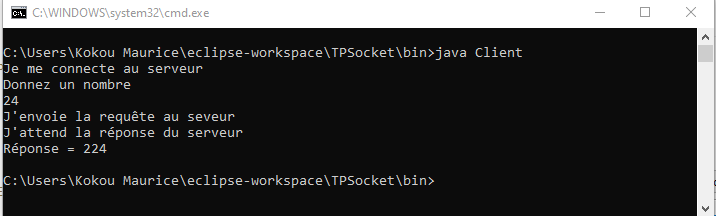 C:\WINDOWS\system32\cmd.exe
C:\Users\Kokou Maurice\eclipse-workspace\TPSocket\bin>java Client
Je me connecte au serveur
Donnez un nombre
24
J'envoie la requête au seveur
J'attend la réponse du serveur
Réponse = 224
C:\Users\Kokou Maurice\eclipse-workspace\TPSocket\bin>